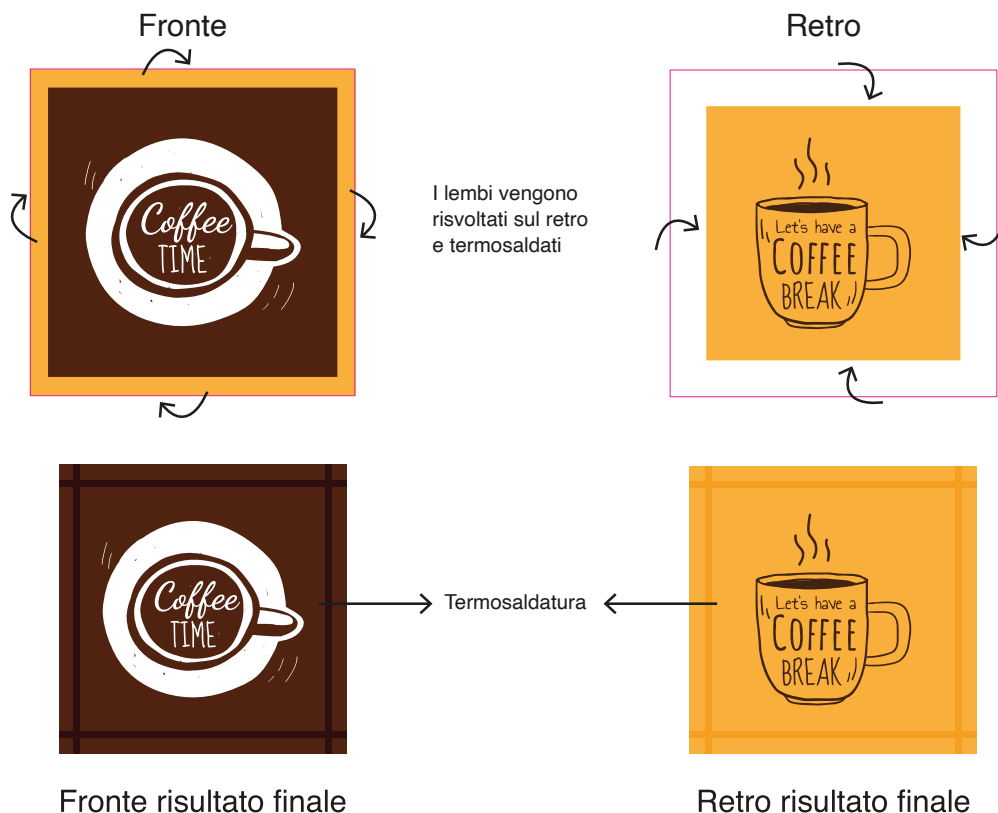 Fronte
Retro
Coffee
TIME
I lembi vengono
risvoltati sul retro
e termosaldati
Let's have a
COFFEE
BREAK
Coffee
TIME
Termosaldatura
Let's have a
COFFEE
BREAK
Fronte risultato finale
Retro risultato finale